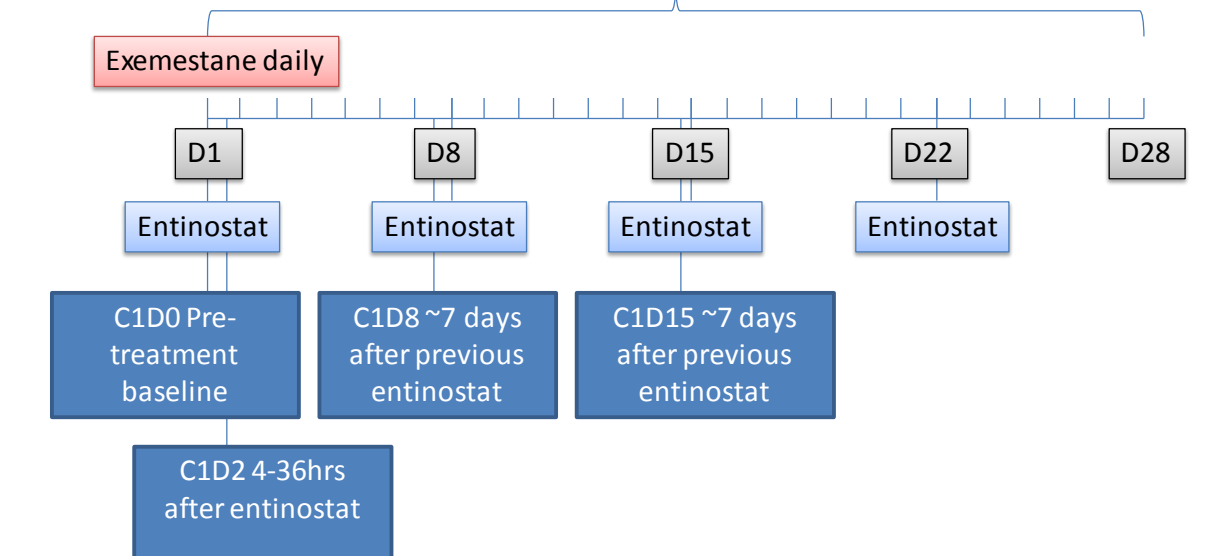 Exemestane daily
D1
D8
D15
D22
D28
Entinostat
Entinostat
Entinostat
Entinostat
C1D0 Pre-
treatment
baseline
C1D8 ~7 days
after previous
entinostat
C1D15 ~7 days
after previous
entinostat
C1D2 4-36hrs
after entinostat